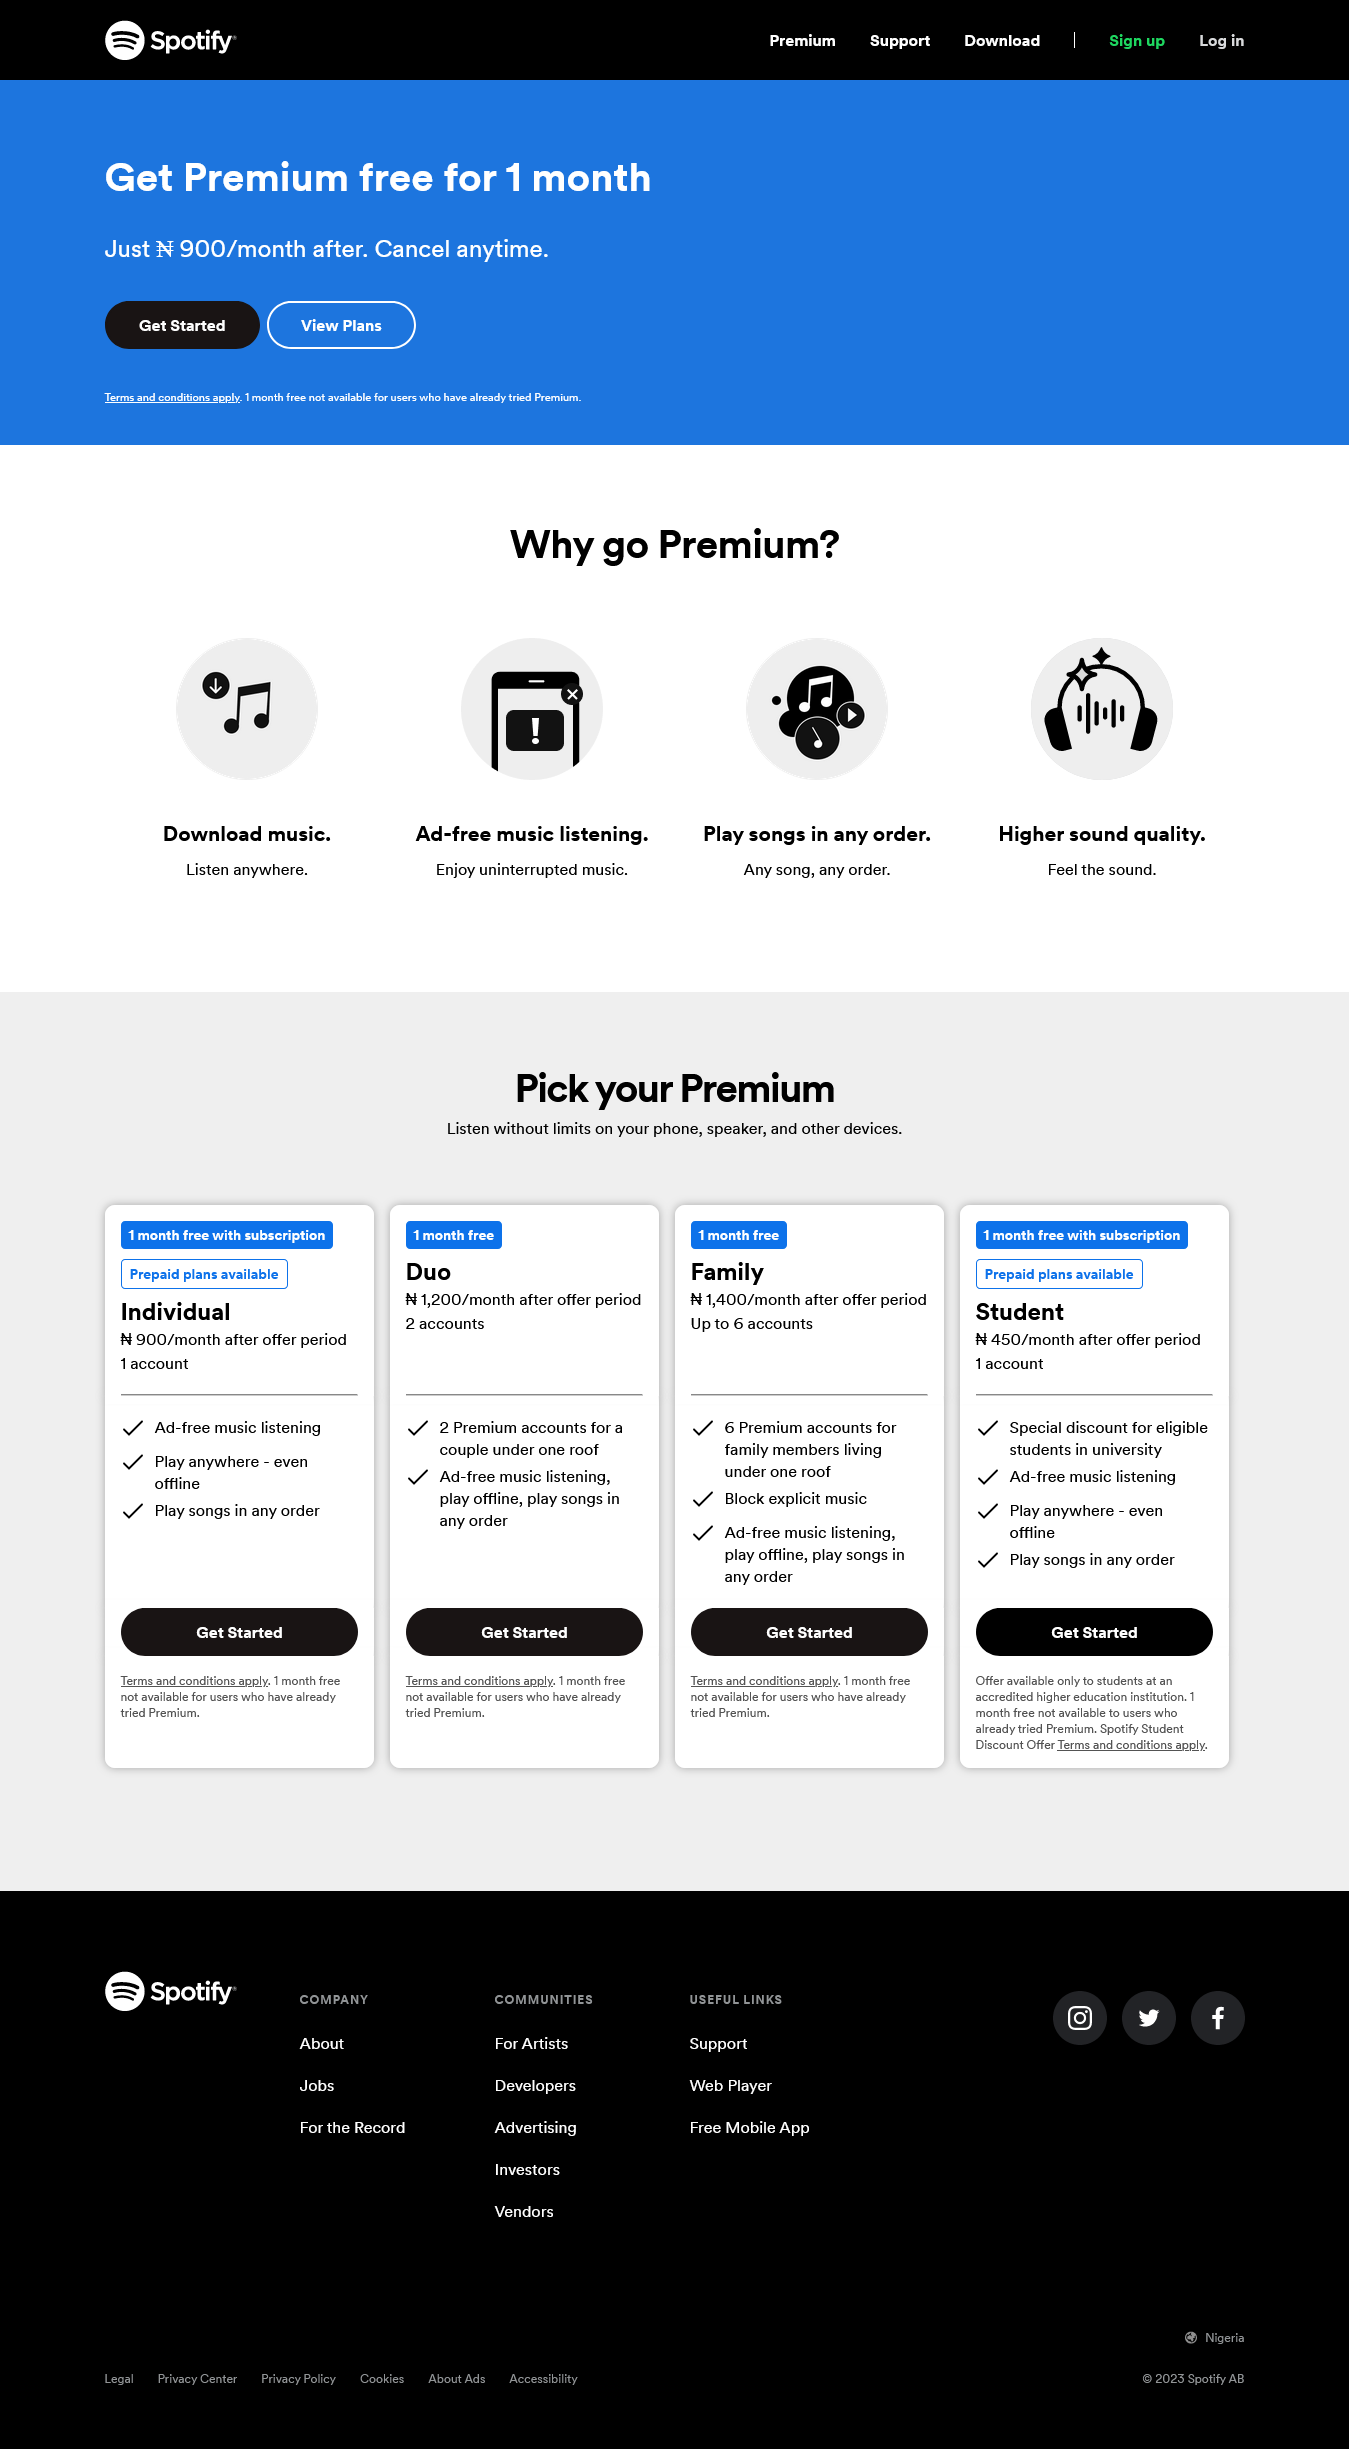 Spotify®
Premium
Support
Download
Sign up
Log in
Get Premium free for 1 month
Just ₦ 900/month after. Cancel anytime.
Get Started
View Plans
Terms and conditions apply. 1 month free not available for users who have already tried Premium.
Why go Premium?
Download music.
Listen anywhere.
Ad-free music listening.
Enjoy uninterrupted music.
Play songs in any order.
Any song, any order.
Higher sound quality.
Feel the sound.
Pick your Premium
Listen without limits on your phone, speaker, and other devices.
1 month free with subscription
Prepaid plans available
Individual
₦ 900/month after offer period
1 account
Ad-free music listening
Play anywhere - even
offline
Play songs in any order
Get Started
Terms and conditions apply. 1 month free
not available for users who have already
tried Premium.
1 month free
Duo
₦ 1,200/month after offer period
2 accounts
2 Premium accounts for a
couple under one roof
Ad-free music listening,
play offline, play songs in
any order
Get Started
Terms and conditions apply. 1 month free
not available for users who have already
tried Premium.
1 month free
Family
₦ 1,400/month after offer period
Up to 6 accounts
6 Premium accounts for
family members living
under one roof
Block explicit music
Ad-free music listening,
play offline, play songs in
any order
Get Started
Terms and conditions apply. 1 month free
not available for users who have already
tried Premium.
1 month free with subscription
Prepaid plans available
Student
₦ 450/month after offer period
1 account
Special discount for eligible
students in university
Ad-free music listening
Play anywhere - even
offline
Play songs in any order
Get Started
Offer available only to students at an
accredited higher education institution. 1
month free not available to users who
already tried Premium. Spotify Student
Discount Offer Terms and conditions apply.
Spotify®
COMPANY
About
Jobs
For the Record
COMMUNITIES
For Artists
Developers
Advertising
Investors
Vendors
USEFUL LINKS
Support
Web Player
Free Mobile App
Nigeria
Legal
Privacy Center
Privacy Policy
Cookies
About Ads
Accessibility
© 2023 Spotify AB